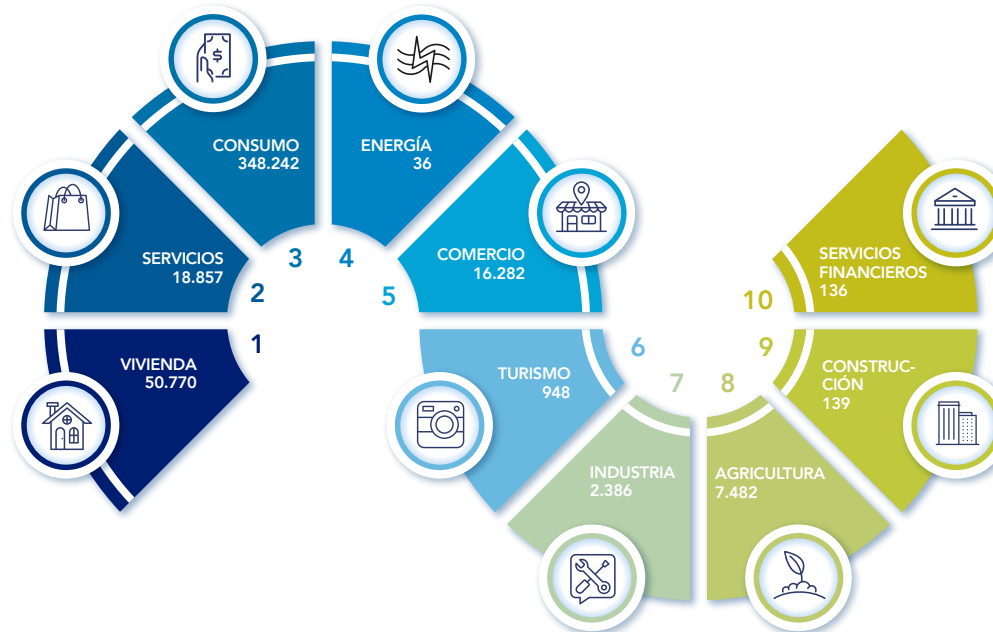 1
VIVIENDA
50.770
2
SERVICIOS
18.857
3
CONSUMO
348.242
$
4
ENERGÍA
36
5
COMERCIO
16.282
6
TURISMO
948
7
INDUSTRIA
2.386
8
AGRICULTURA
7.482
9
CONSTRUC-
CIÓN
139
10
SERVICIOS
FINANCIEROS
136